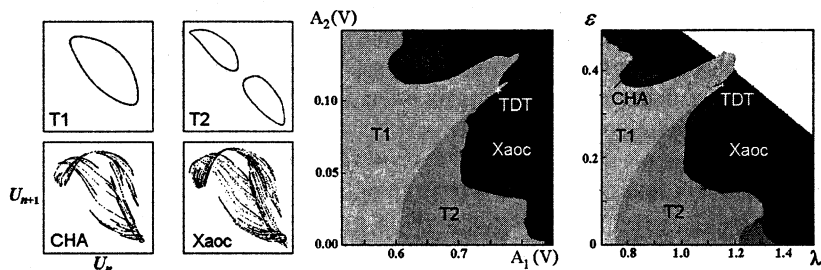 T1
T2
CHA
Хаос
U_{n+1}
U_n
A_2(V)
0.10
0.05
0.00
0.6
0.7
A_1(V)
T1
TDT
Хаос
T2
ε
0.4
0.2
0
0.8
1.0
1.2
1.4
λ
CHA
TDT
T1
Хаос
T2